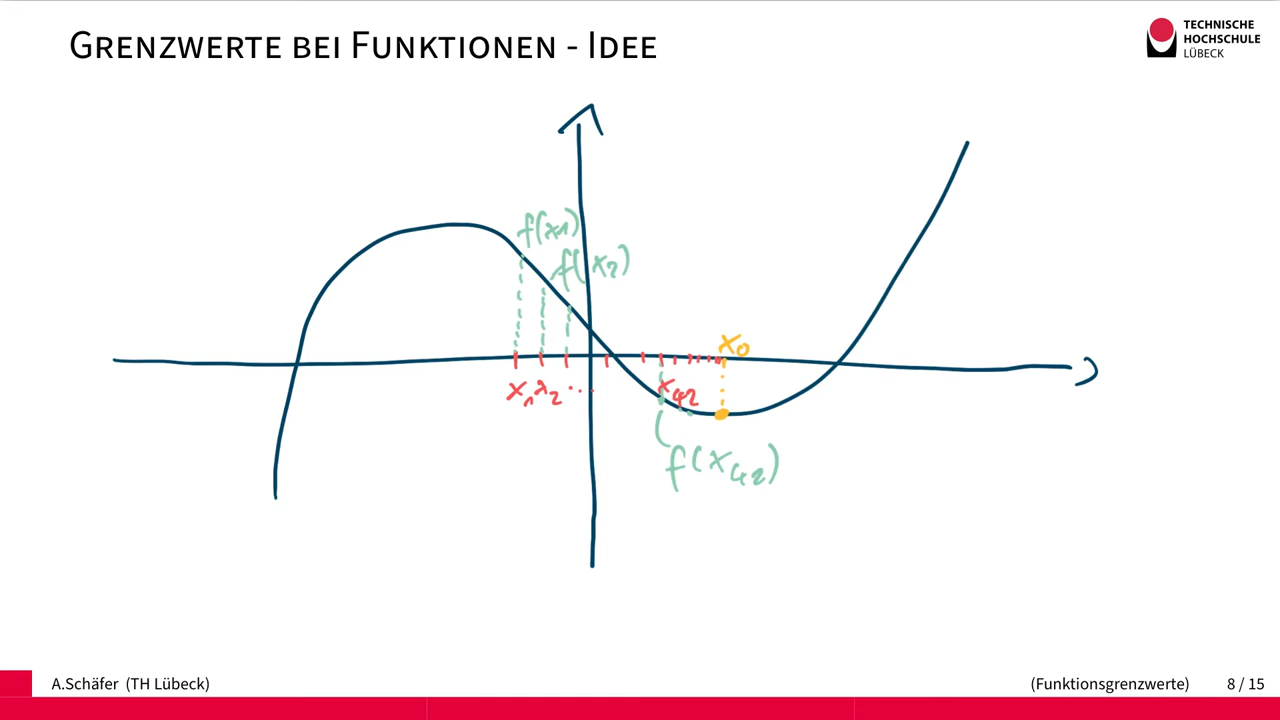 GRENZWERTE BEI FUNKTIONEN - IDEE
TECHNISCHE
HOCHSCHULE
LÜBECK
f(x1)
f(x2)
x0
x1 x2 ...
x42
f(x42)
A.Schäfer (TH Lübeck)
(Funktionsgrenzwerte)
8 / 15